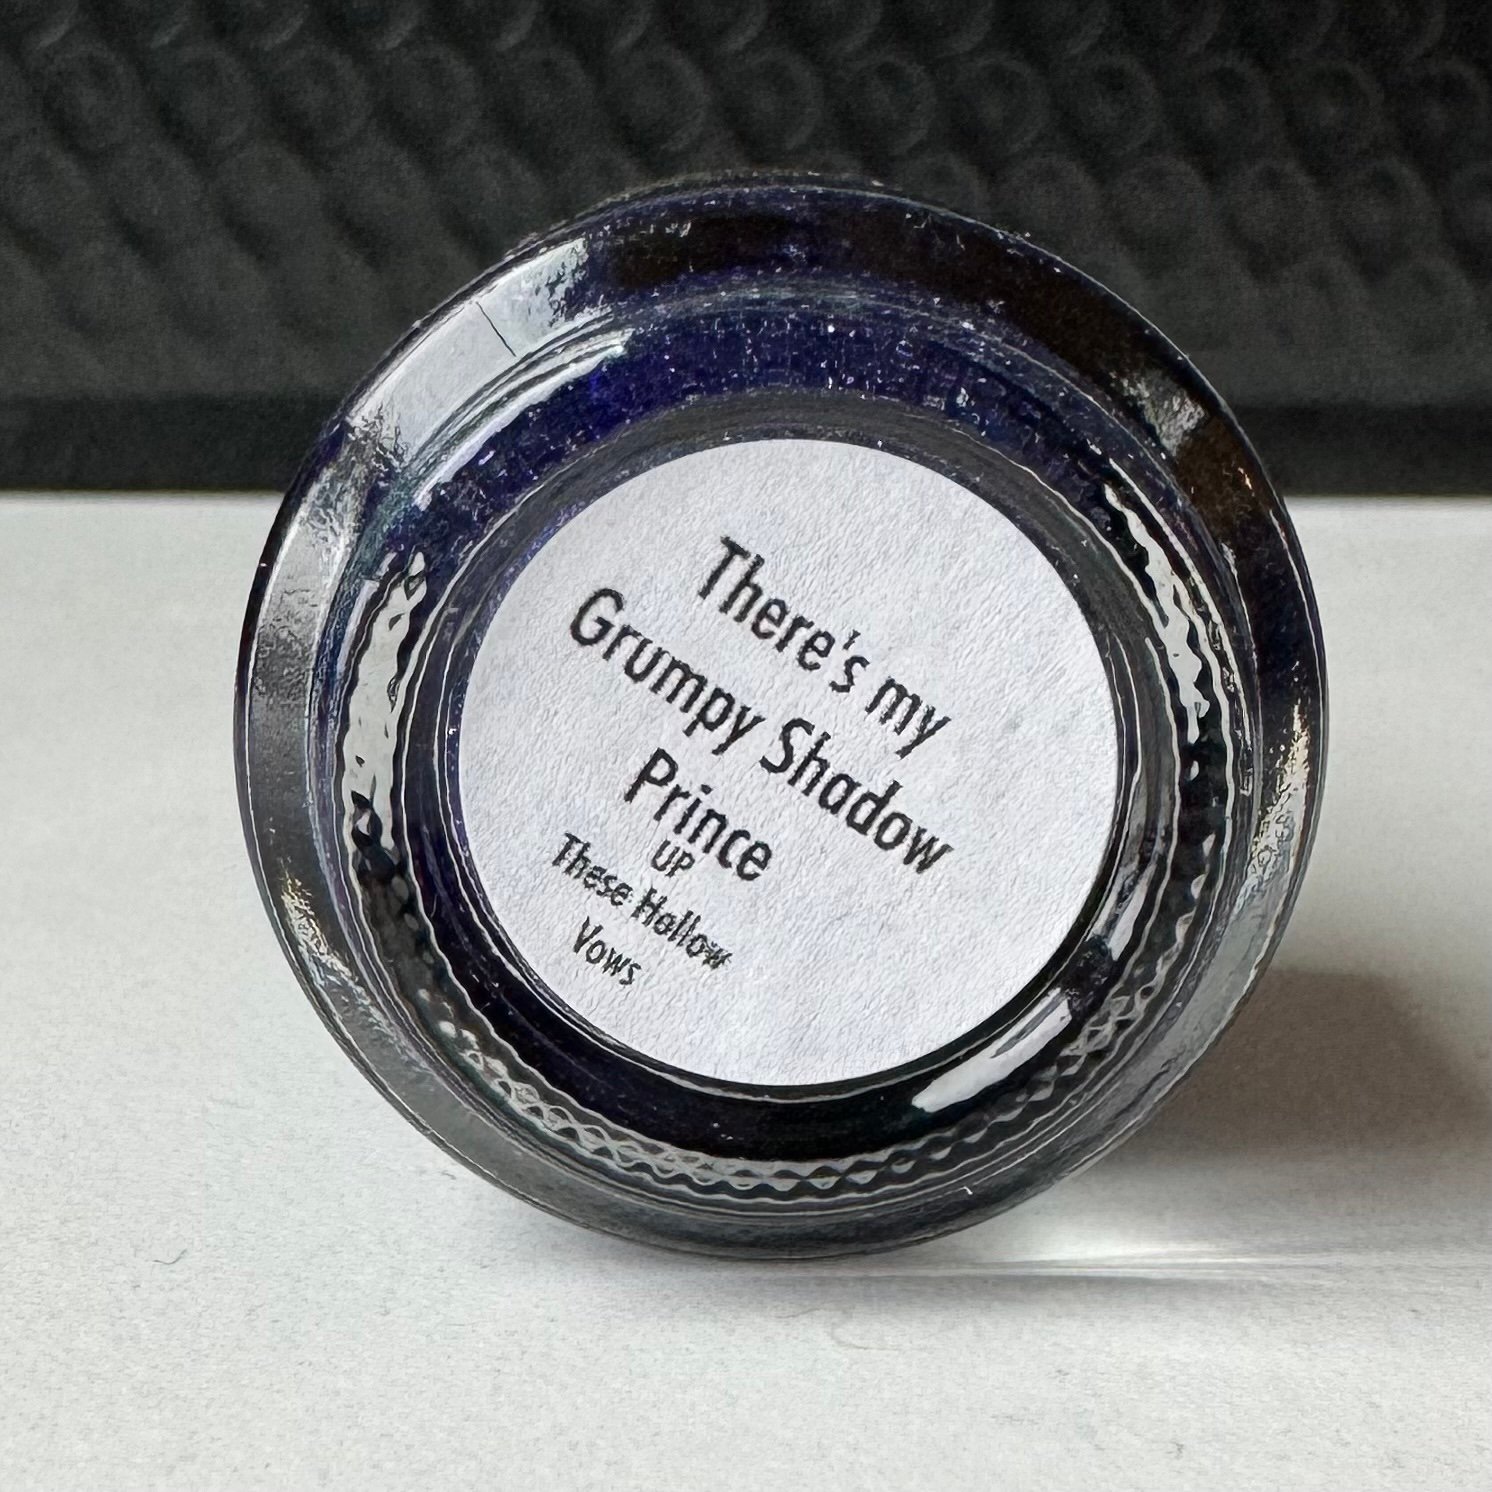 There's my
Grumpy Shadow
Prince
UP
These Hollow
Vows